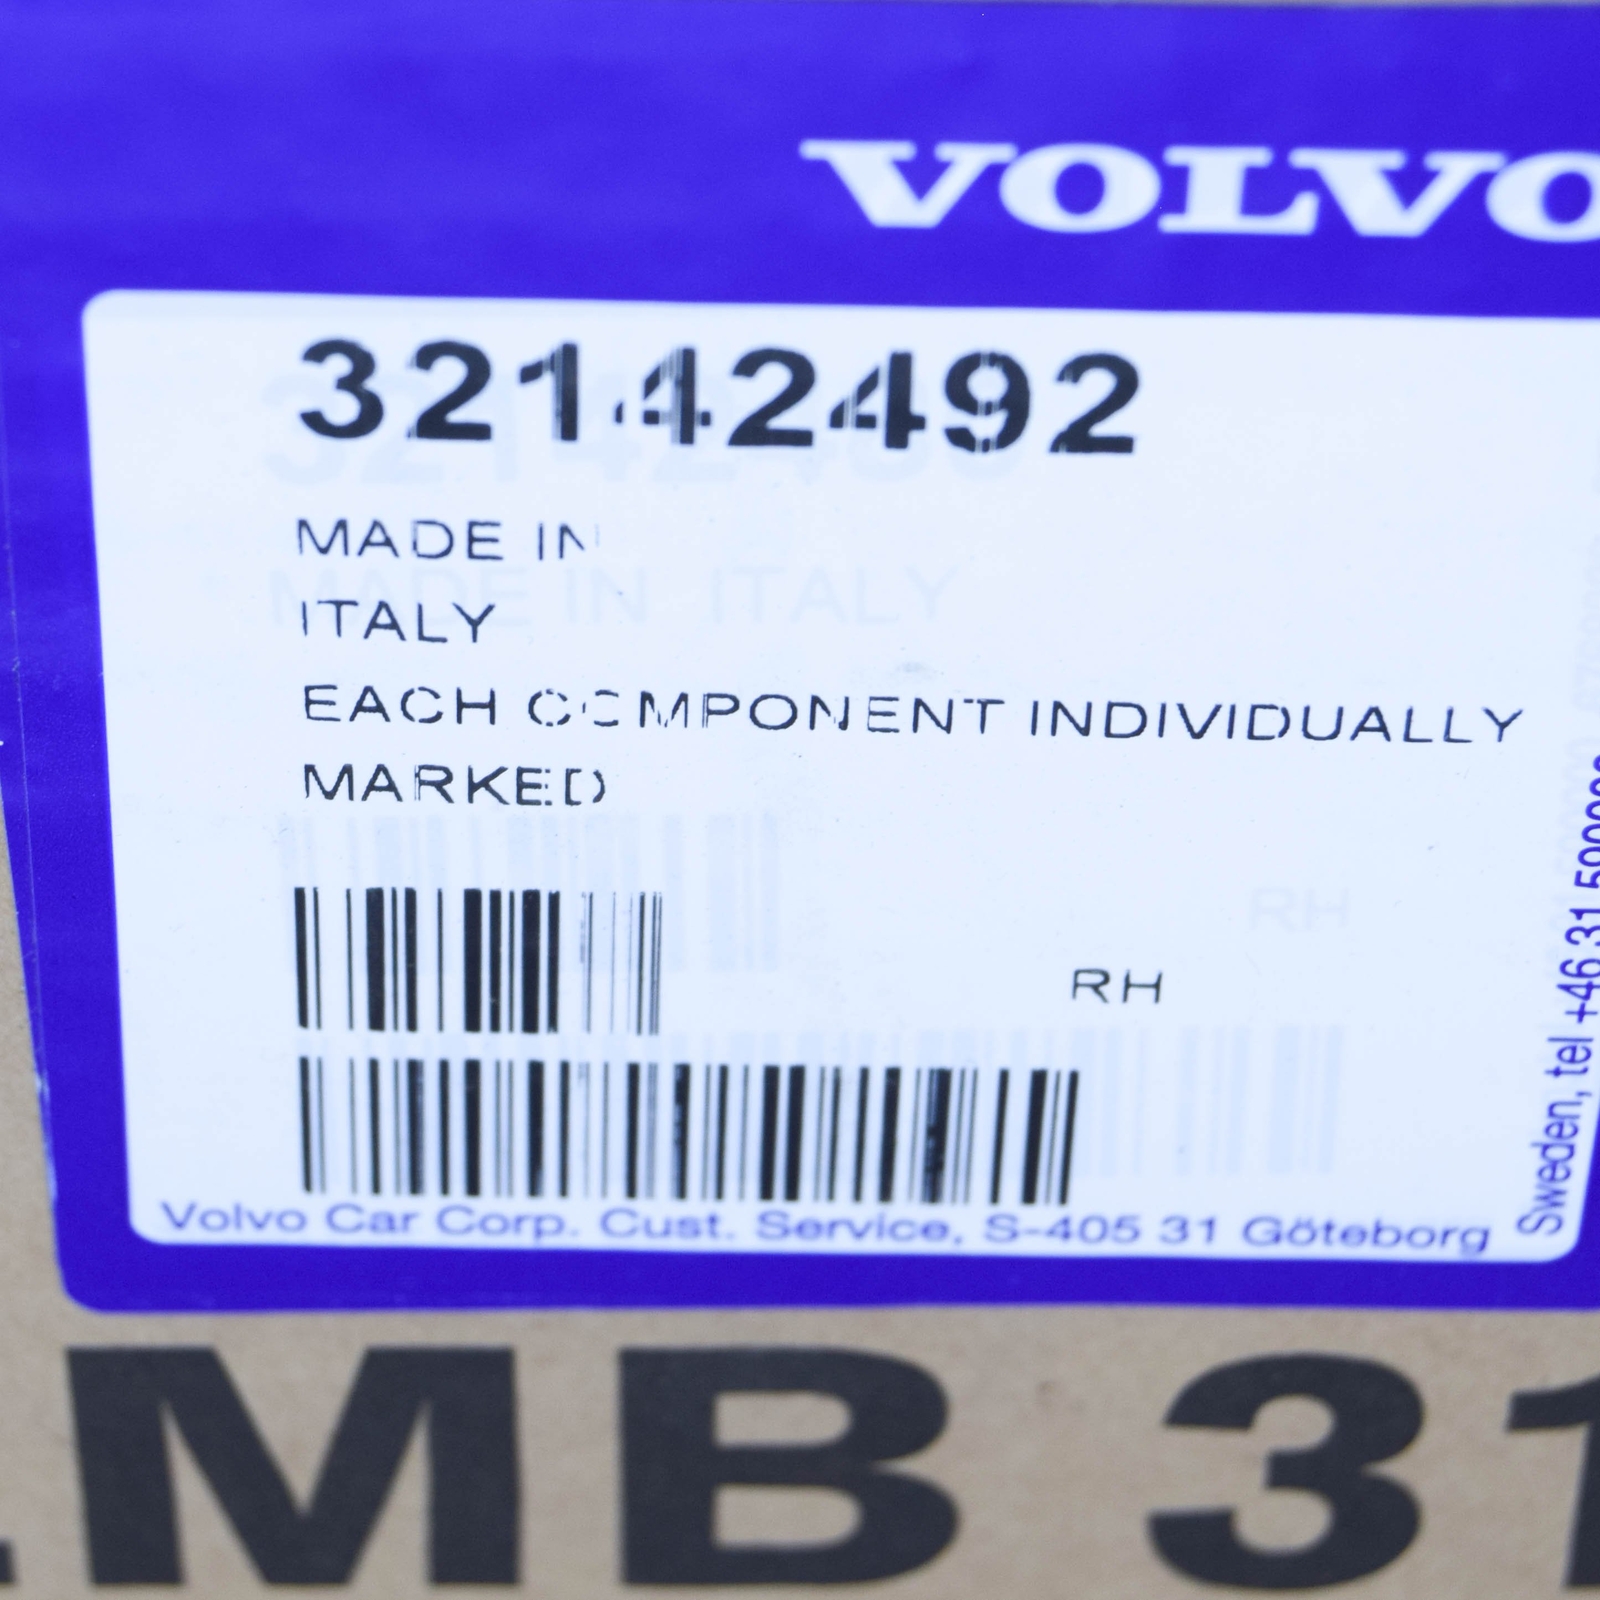 VOLVO
32142492
MADE IN
ITALY
EACH COMPONENT INDIVIDUALLY
MARKED
RH
Volvo Car Corp. Cust. Service, S-405 31 Göteborg
Sweden, tel +46 31
MB 31